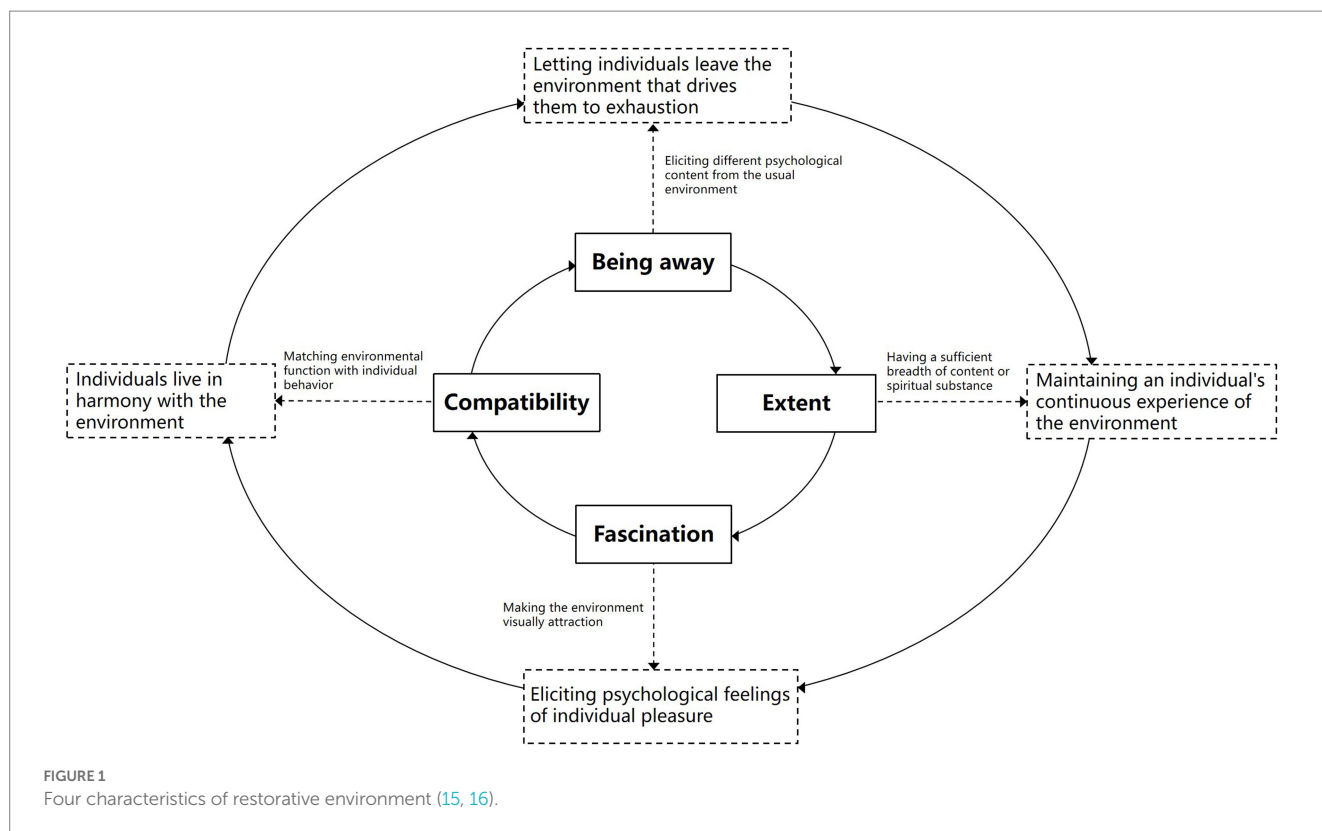 Letting individuals leave the
environment that drives
them to exhaustion
Eliciting different psychological
content from the usual
environment
Being away
Matching environmental
function with individual
behavior
Having a sufficient
breadth of content or
spiritual substance
Individuals live in
harmony with the
environment
Compatibility
Extent
Maintaining an individual's
continuous experience of
the environment
Fascination
Making the environment
visually attraction
Eliciting psychological feelings
of individual pleasure
FIGURE 1
Four characteristics of restorative environment (15, 16).